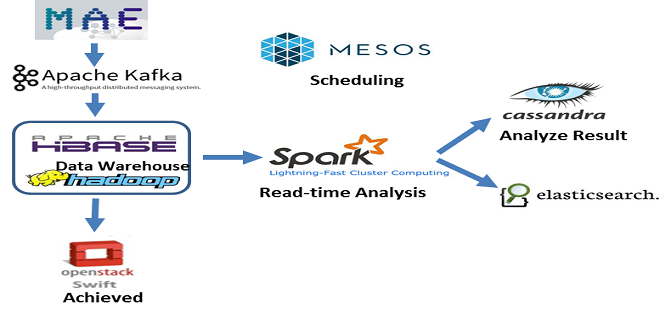 MAE
Apache Kafka
A high-throughput distributed messaging system.
APACHE
HBASE
Data Warehouse
hadoop
openstack
Swift
Achieved
MESOS
Scheduling
Spark
Lightning-Fast Cluster Computing
Read-time Analysis
cassandra
Analyze Result
elasticsearch.